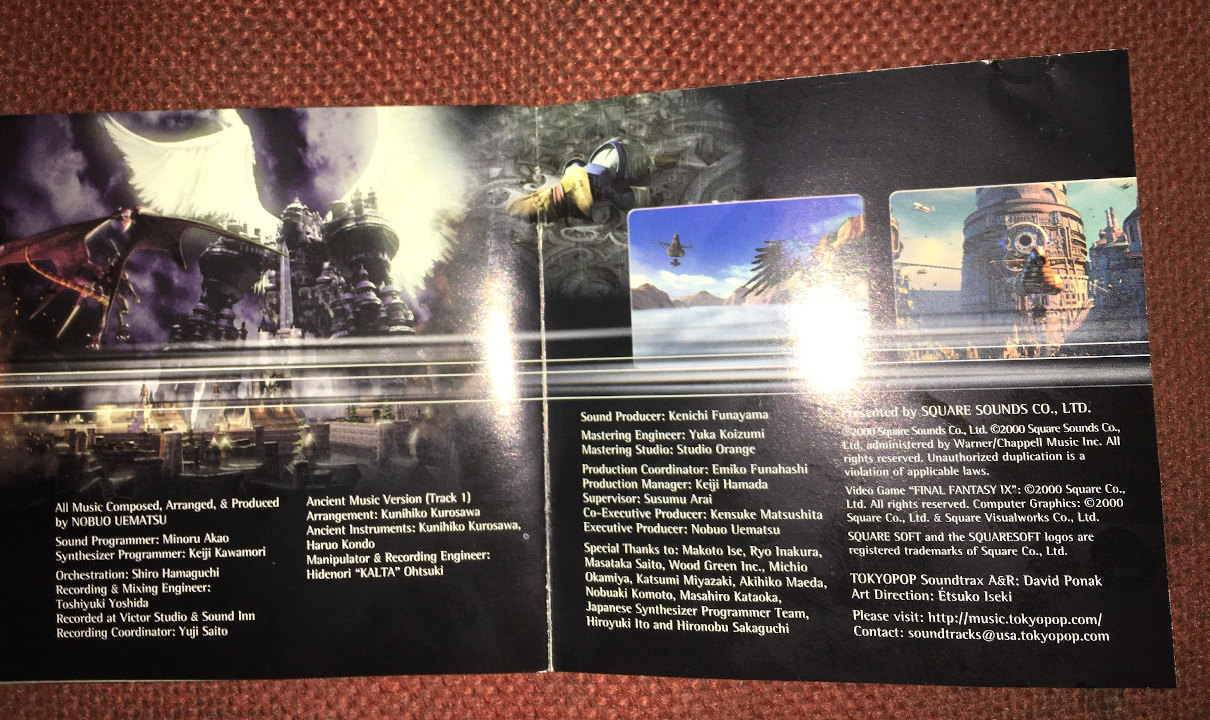 All Music Composed, Arranged, & Produced
by NOBUO UEMATSU
Sound Programmer: Minoru Akao
Synthesizer Programmer: Keiji Kawamori
Orchestration: Shiro Hamaguchi
Recording & Mixing Engineer:
Toshiyuki Yoshida
Recorded at Victor Studio & Sound Inn
Recording Coordinator: Yuji Saito
Ancient Music Version (Track 1)
Arrangement: Kunihiko Kurosawa
Ancient Instruments: Kunihiko Kurosawa,
Haruo Kondo
Manipulator & Recording Engineer:
Hidenori “KALTA” Ohtsuki
Sound Producer: Kenichi Funayama
Mastering Engineer: Yuka Koizumi
Mastering Studio: Studio Orange
Production Coordinator: Emiko Funahashi
Production Manager: Keiji Hamada
Supervisor: Susumu Arai
Co-Executive Producer: Kensuke Matsushita
Executive Producer: Nobuo Uematsu
Special Thanks to: Makoto Ise, Ryo Inakura,
Masataka Saito, Wood Green Inc., Michio
Okamiya, Katsumi Miyazaki, Akihiko Maeda,
Nobuaki Komoto, Masahiro Kataoka,
Japanese Synthesizer Programmer Team,
Hiroyuki Ito and Hironobu Sakaguchi
Presented by SQUARE SOUNDS CO., LTD.
©2000 Square Sounds Co., Ltd. ©2000 Square Sounds Co.,
Ltd. administered by Warner/Chappell Music Inc. All
rights reserved. Unauthorized duplication is a
violation of applicable laws.
Video Game “FINAL FANTASY IX”: ©2000 Square Co.,
Ltd. All rights reserved. Computer Graphics: ©2000
Square Co., Ltd. & Square Visualworks Co., Ltd.
SQUARE SOFT and the SQUARESOFT logos are
registered trademarks of Square Co., Ltd.
TOKYOPOP Soundtrax A&R: David Ponak
Art Direction: Etsuko Iseki
Please visit: http://music.tokyopop.com/
Contact: soundtracks@usa.tokyopop.com